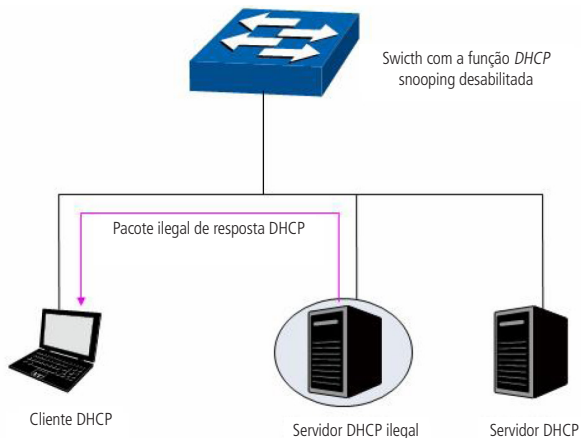 Swicth com a função DHCP
snooping desabilitada
Pacote ilegal de resposta DHCP
Cliente DHCP
Servidor DHCP ilegal
Servidor DHCP